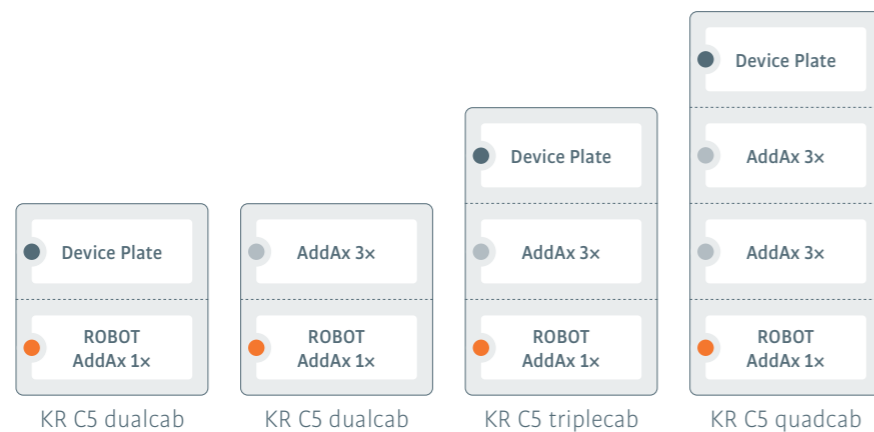 Device Plate
ROBOT
AddAx 1×
KR C5 dualcab
AddAx 3×
ROBOT
AddAx 1×
KR C5 dualcab
Device Plate
AddAx 3×
ROBOT
AddAx 1×
KR C5 triplecab
Device Plate
AddAx 3×
AddAx 3×
ROBOT
AddAx 1×
KR C5 quadcab